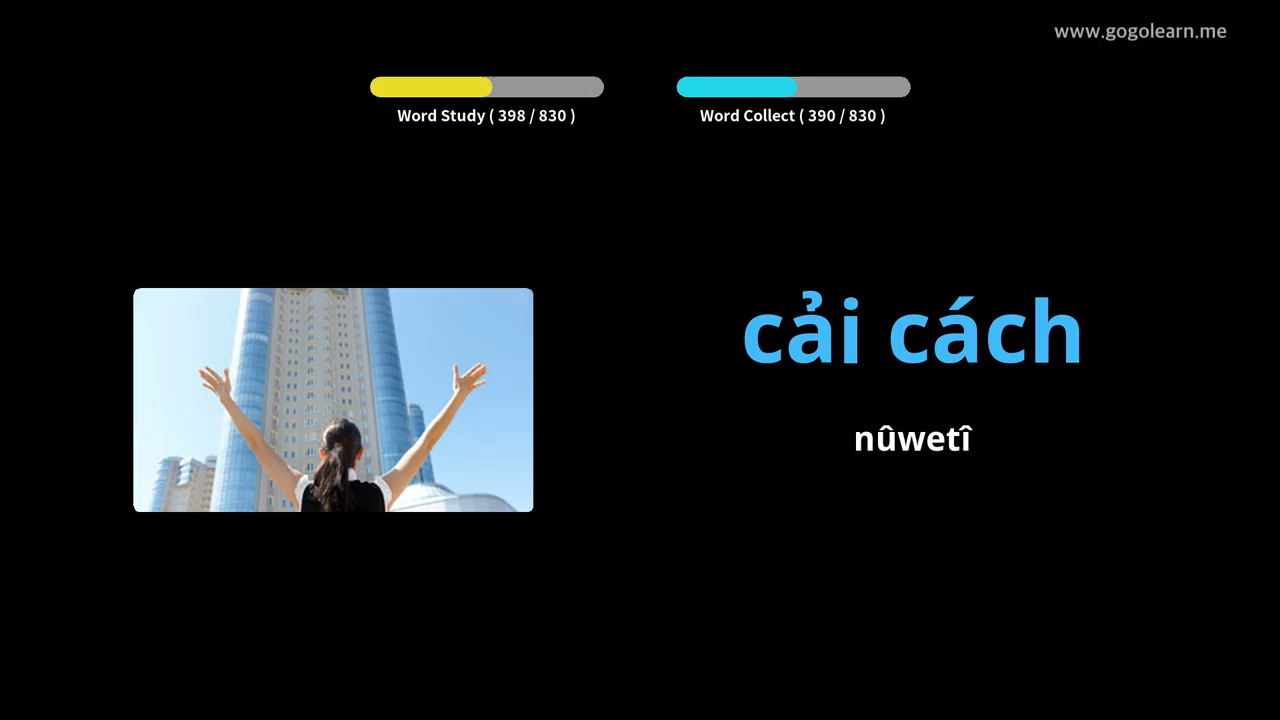 www.gogolearn.me
Word Study ( 398 / 830 )
Word Collect ( 390 / 830 )
cải cách
nûwetî